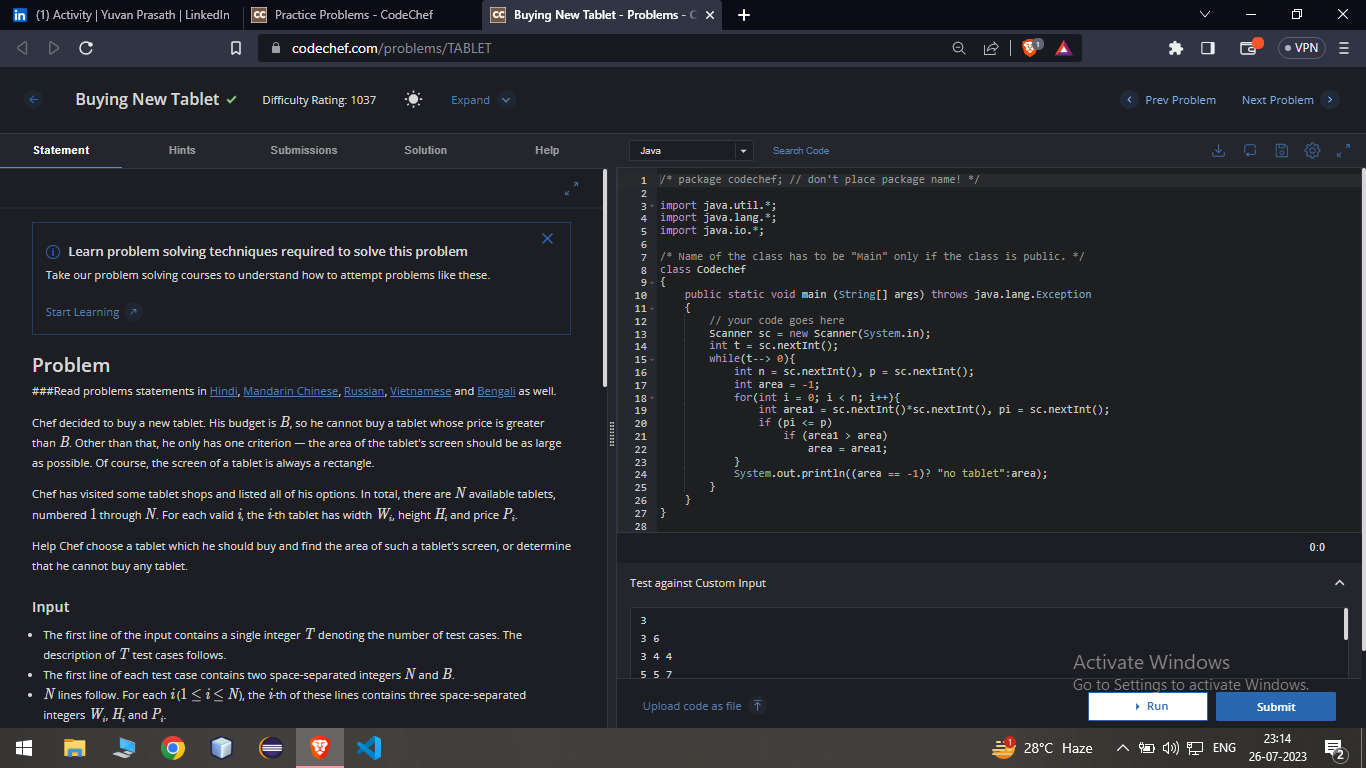 (1) Activity | Yuvan Prasath | LinkedIn
Practice Problems - CodeChef
Buying New Tablet - Problems - C
codechef.com/problems/TABLET
1
VPN
Buying New Tablet
Difficulty Rating: 1037
Expand
Prev Problem
Next Problem
Statement
Hints
Submissions
Solution
Help
Java
Search Code
Learn problem solving techniques required to solve this problem
Take our problem solving courses to understand how to attempt problems like these.
Start Learning
Problem
###Read problems statements in Hindi, Mandarin Chinese, Russian, Vietnamese and Bengali as well.
Chef decided to buy a new tablet. His budget is B, so he cannot buy a tablet whose price is greater
than B. Other than that, he only has one criterion — the area of the tablet's screen should be as large
as possible. Of course, the screen of a tablet is always a rectangle.
Chef has visited some tablet shops and listed all of his options. In total, there are N available tablets,
numbered 1 through N. For each valid i, the i-th tablet has width Wi, height Hi and price Pi.
Help Chef choose a tablet which he should buy and find the area of such a tablet's screen, or determine
that he cannot buy any tablet.
Input
• The first line of the input contains a single integer T denoting the number of test cases. The
description of T test cases follows.
• The first line of each test case contains two space-separated integers N and B.
• N lines follow. For each i (1 ≤ i ≤ N), the i-th of these lines contains three space-separated
integers Wi, Hi and Pi.
1 /* package codechef; // don't place package name! */
2
3 import java.util.*;
4 import java.lang.*;
5 import java.io.*;
6
7 /* Name of the class has to be "Main" only if the class is public. */
8 class Codechef
9 {
10 public static void main (String[] args) throws java.lang.Exception
11 {
12 // your code goes here
13 Scanner sc = new Scanner(System.in);
14 int t = sc.nextInt();
15 while(t--> 0){
16 int n = sc.nextInt(), p = sc.nextInt();
17 int area = -1;
18 for(int i = 0; i < n; i++){
19 int area1 = sc.nextInt()*sc.nextInt(), pi = sc.nextInt();
20 if (pi <= p)
21 if (area1 > area)
22 area = area1;
23 }
24 System.out.println((area == -1)? "no tablet":area);
25 }
26 }
27 }
28
0:0
Test against Custom Input
3
3 6
3 4 4
5 5 7
Activate Windows
Go to Settings to activate Windows.
Upload code as file
Run
Submit
1
28°C Haze
ENG
23:14
26-07-2023
2